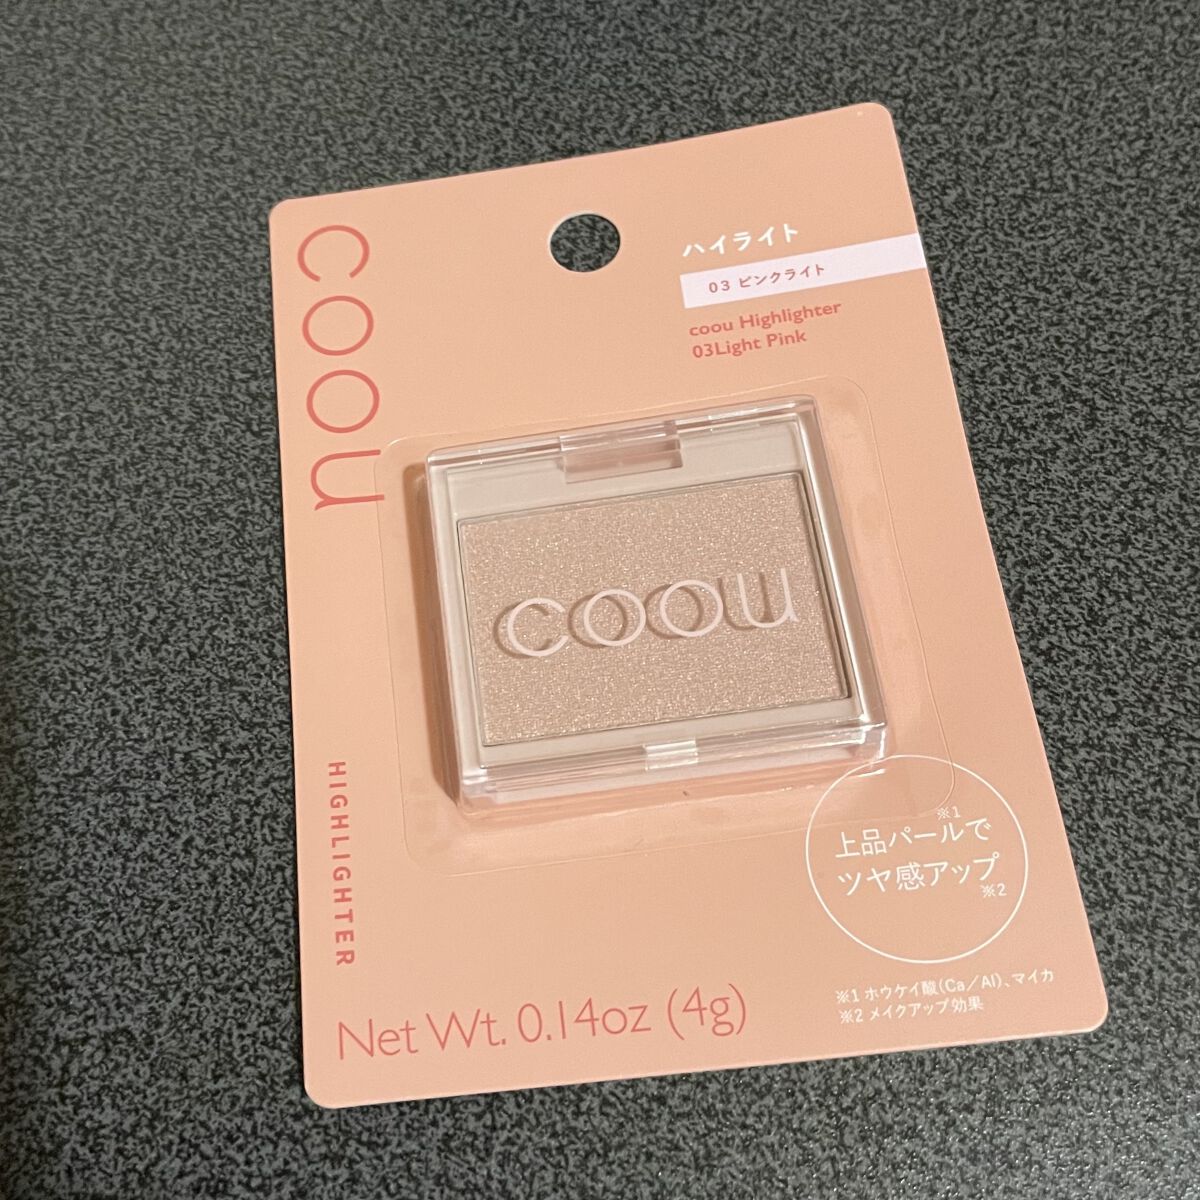 coou
ハイライト
03 ピンクライト
coou Highlighter
03Light Pink
coou
HIGHLIGHTER
※1
上品パールで
ツヤ感アップ
※2
Net Wt. 0.14oz (4g)
※1 ホウケイ酸(Ca/Al)、マイカ
※2 メイクアップ効果